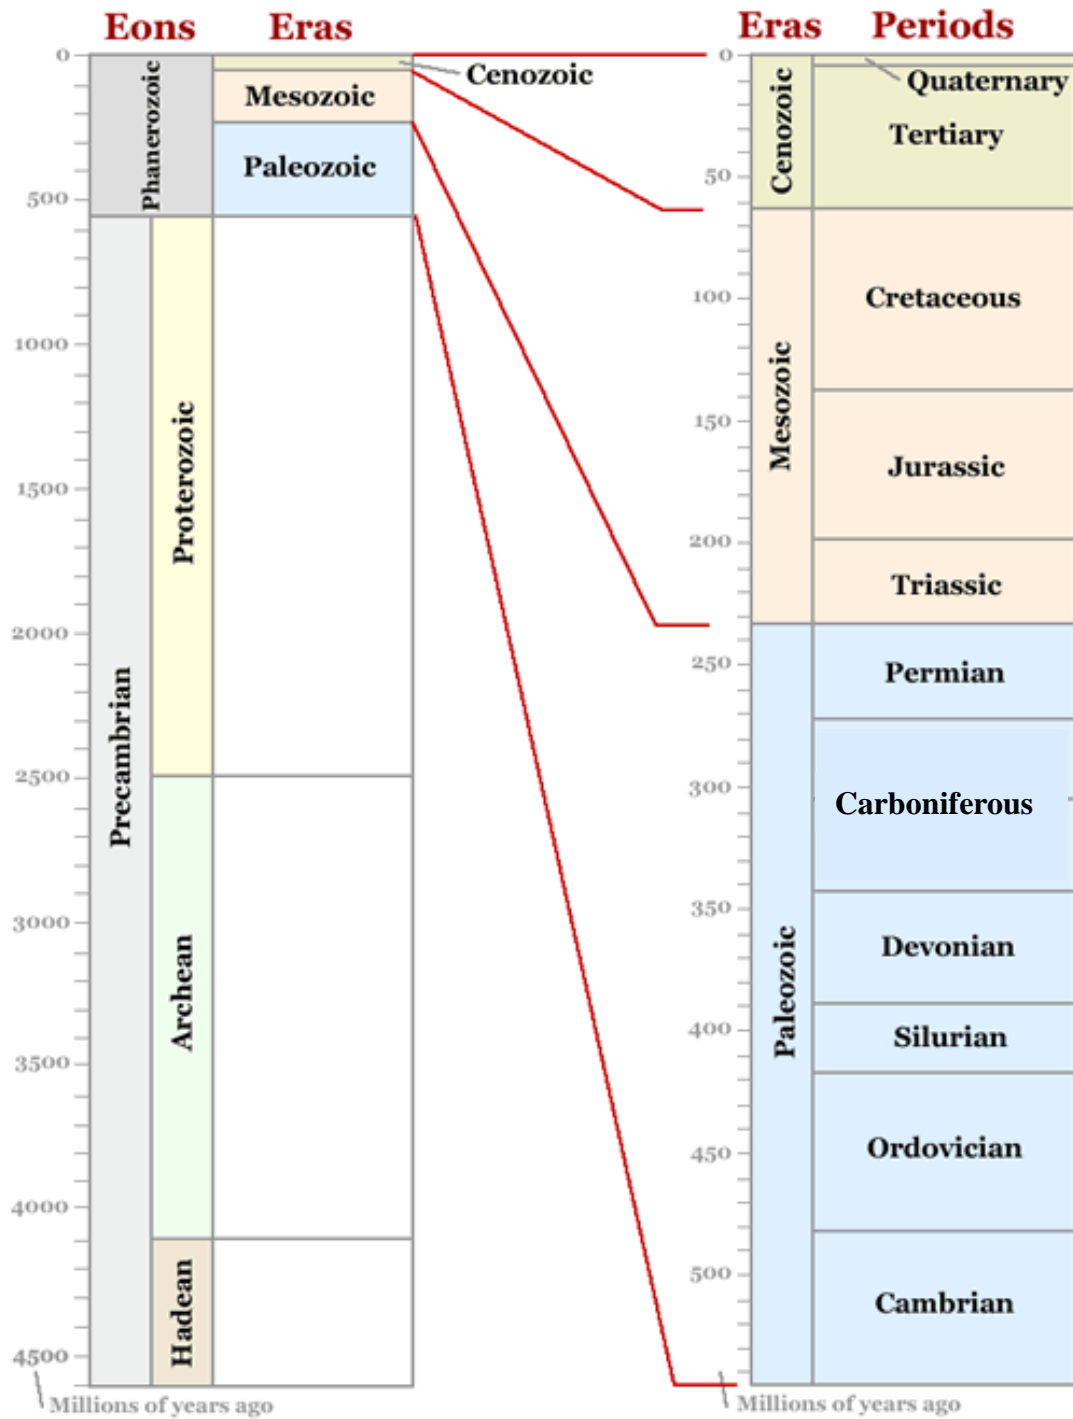 Eons Eras
0
500
1000
1500
2000
2500
3000
3500
4000
4500
Phanerozoic
Precambrian
Proterozoic
Archean
Hadean
Cenozoic
Mesozoic
Paleozoic
Millions of years ago
Eras Periods
0
50
100
150
200
250
300
350
400
450
500
Cenozoic
Mesozoic
Paleozoic
Quaternary
Tertiary
Cretaceous
Jurassic
Triassic
Permian
Carboniferous
Devonian
Silurian
Ordovician
Cambrian
Millions of years ago